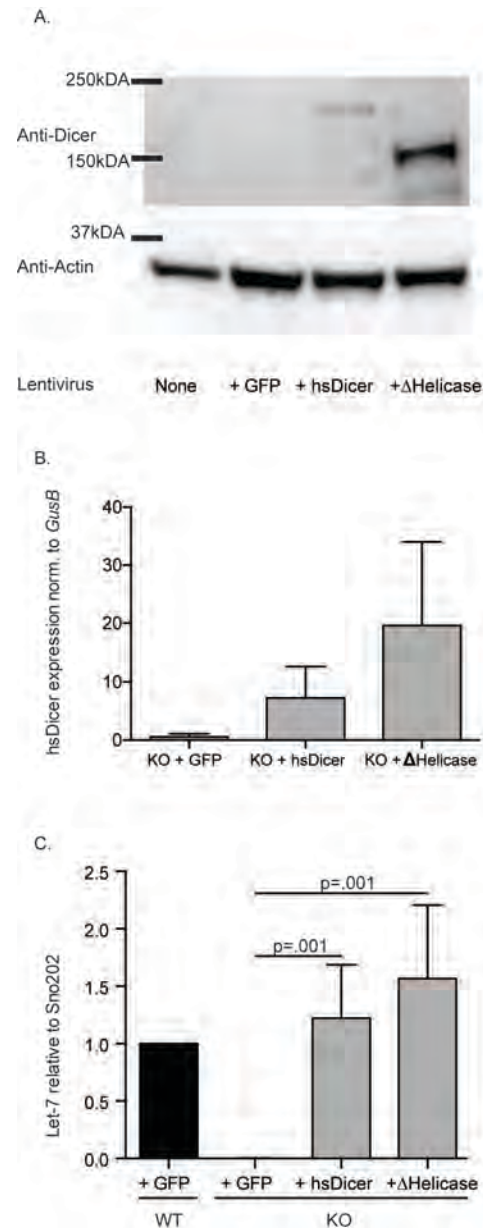 A.
250kDA
Anti-Dicer
150kDA
37kDA
Anti-Actin
Lentivirus None + GFP + hsDicer +ΔHelicase
B.
hsDicer expression norm. to GusB
40
30
20
10
0
KO + GFP KO + hsDicer KO + ΔHelicase
C.
Let-7 relative to Sno202
2.5
2.0
1.5
1.0
0.5
0.0
p=.001
p=.001
+ GFP + GFP + hsDicer +ΔHelicase
WT KO